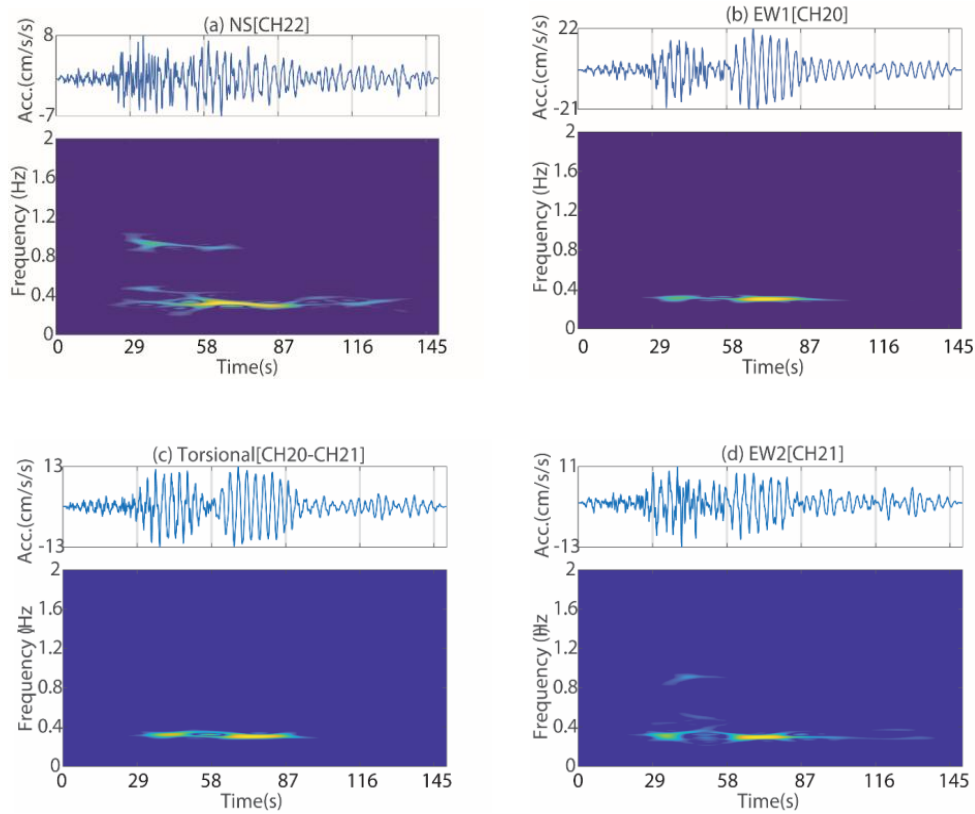 (a) NS[CH22]
8
Acc.(cm/s/s)
-7
2
1.6
1.2
0.8
0.4
0
Frequency (Hz)
0 29 58 87 116 145
Time(s)
(b) EW1[CH20]
22
Acc.(cm/s/s)
-21
2
1.6
1.2
0.8
0.4
0
Frequency (Hz)
0 29 58 87 116 145
Time(s)
(c) Torsional[CH20-CH21]
13
Acc.(cm/s/s)
-13
2
1.6
1.2
0.8
0.4
0
Frequency (Hz
0 29 58 87 116 145
Time(s)
(d) EW2[CH21]
11
Acc.(cm/s/s)
-13
2
1.6
1.2
0.8
0.4
0
Frequency (Hz)
0 29 58 87 116 145
Time(s)